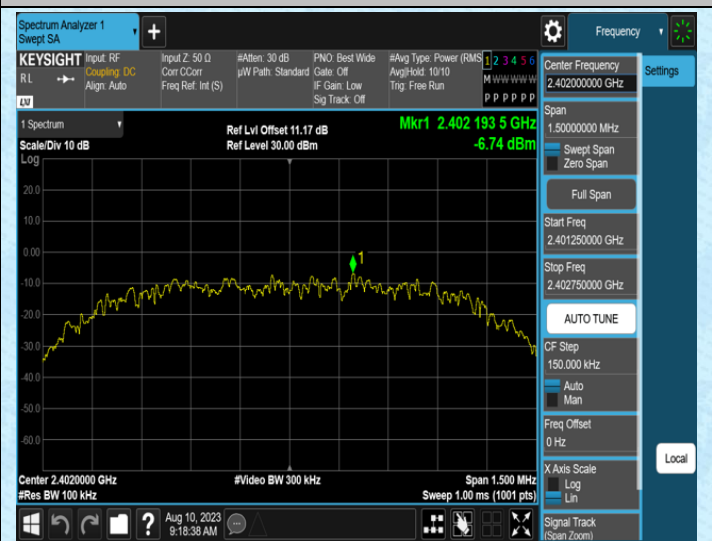 Spectrum Analyzer 1
Swept SA
+
Frequency
KEYSIGHT
RL
LXI
Input: RF
Coupling: DC
Align: Auto
Input Z: 50 Ω
Corr CCorr
Freq Ref: Int (S)
#Atten: 30 dB
µW Path: Standard
PNO: Best Wide
Gate: Off
IF Gain: Low
Sig Track: Off
#Avg Type: Power (RMS
Avg|Hold: 10/10
Trig: Free Run
1 2 3 4 5 6
M W W W W W
P P P P P P
Center Frequency
2.402000000 GHz
Settings
Span
1.50000000 MHz
Swept Span
Zero Span
Full Span
Start Freq
2.401250000 GHz
Stop Freq
2.402750000 GHz
AUTO TUNE
CF Step
150.000 kHz
Auto
Man
Freq Offset
0 Hz
X Axis Scale
Log
Lin
Signal Track
(Span Zoom)
Local
1 Spectrum
Scale/Div 10 dB
Log
Ref Lvl Offset 11.17 dB
Ref Level 30.00 dBm
Mkr1 2.402 193 5 GHz
-6.74 dBm
20.0
10.0
0.00
-10.0
-20.0
-30.0
-40.0
-50.0
-60.0
1
Center 2.4020000 GHz
#Res BW 100 kHz
#Video BW 300 kHz
Span 1.500 MHz
Sweep 1.00 ms (1001 pts)
?
Aug 10, 2023
9:18:38 AM